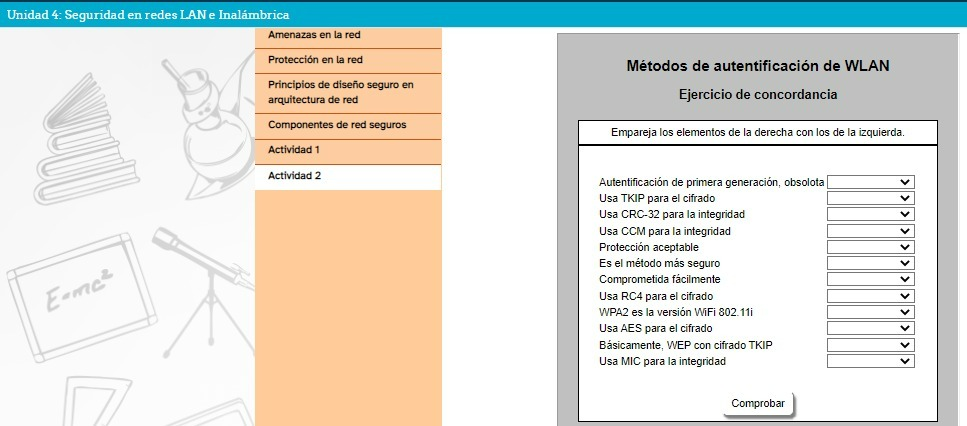 Unidad 4: Seguridad en redes LAN e Inalámbrica
Amenazas en la red
Protección en la red
Principios de diseño seguro en
arquitectura de red
Componentes de red seguros
Actividad 1
Actividad 2
E=mc²
Métodos de autentificación de WLAN
Ejercicio de concordancia
Empareja los elementos de la derecha con los de la izquierda.
Autentificación de primera generación, obsolota
Usa TKIP para el cifrado
Usa CRC-32 para la integridad
Usa CCM para la integridad
Protección aceptable
Es el método más seguro
Comprometida fácilmente
Usa RC4 para el cifrado
WPA2 es la versión WiFi 802.11i
Usa AES para el cifrado
Básicamente, WEP con cifrado TKIP
Usa MIC para la integridad
Comprobar